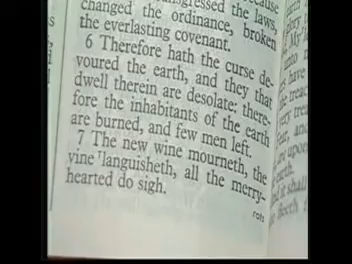 changed the ordinance, broken
the everlasting covenant.
6 Therefore hath the curse de-
voured the earth, and they that
dwell therein are desolate: there-
fore the inhabitants of the earth
are burned, and few men left.
7 The new wine mourneth, the
vine languisheth, all the merry-
hearted do sigh.